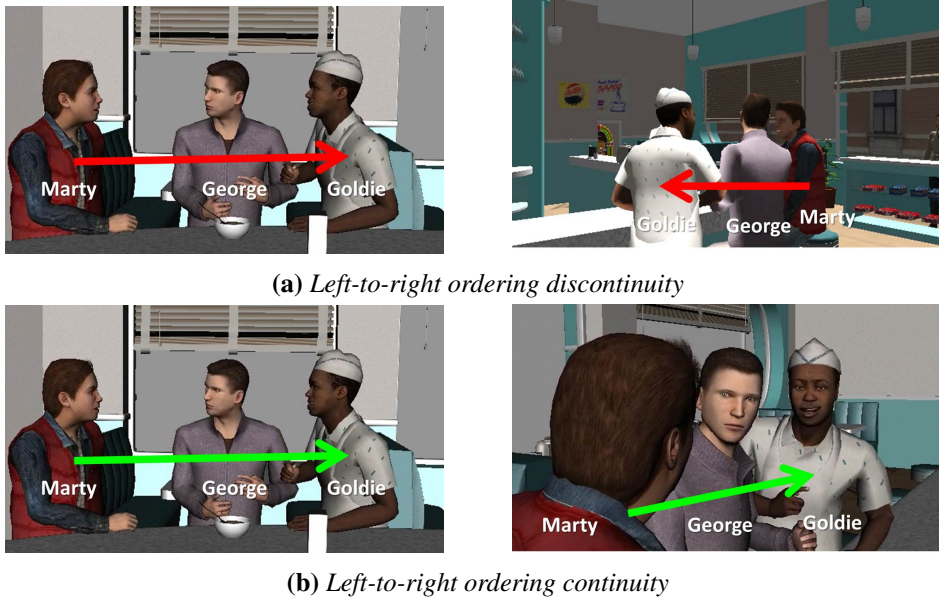 Marty George Goldie
Goldie George Marty
(a) Left-to-right ordering discontinuity
Marty George Goldie
Marty George Goldie
(b) Left-to-right ordering continuity